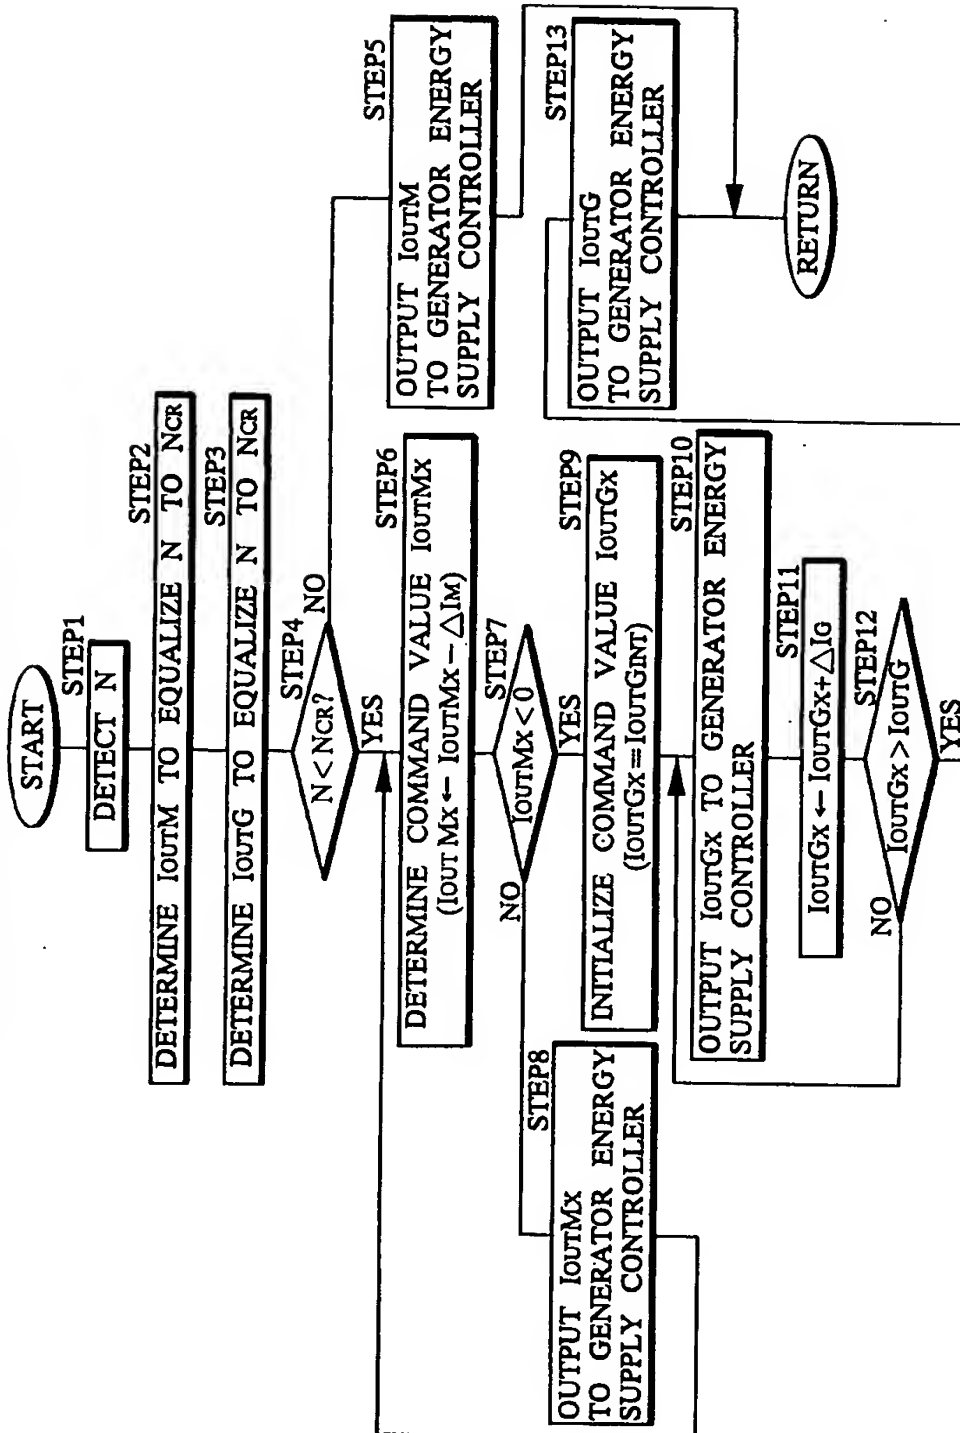 START
STEP1
DETECT N
STEP2
DETERMINE IOUTM TO EQUALIZE N TO NCR
STEP3
DETERMINE IOUTG TO EQUALIZE N TO NCR
STEP4
N < NCR?
NO
YES
STEP5
OUTPUT IOUTM
TO GENERATOR ENERGY
SUPPLY CONTROLLER
STEP6
DETERMINE COMMAND VALUE IOUTMX
(IOUTMX ← IOUTMX − △IM)
STEP7
IOUTMX < 0
NO
YES
STEP8
OUTPUT IOUTMX
TO GENERATOR ENERGY
SUPPLY CONTROLLER
STEP9
INITIALIZE COMMAND VALUE IOUTGX
(IOUTGX = IOUTGINT)
STEP10
OUTPUT IOUTGX TO GENERATOR ENERGY
SUPPLY CONTROLLER
STEP11
IOUTGX ← IOUTGX+△IG
STEP12
IOUTGX > IOUTG
NO
YES
STEP13
OUTPUT IOUTG
TO GENERATOR ENERGY
SUPPLY CONTROLLER
RETURN